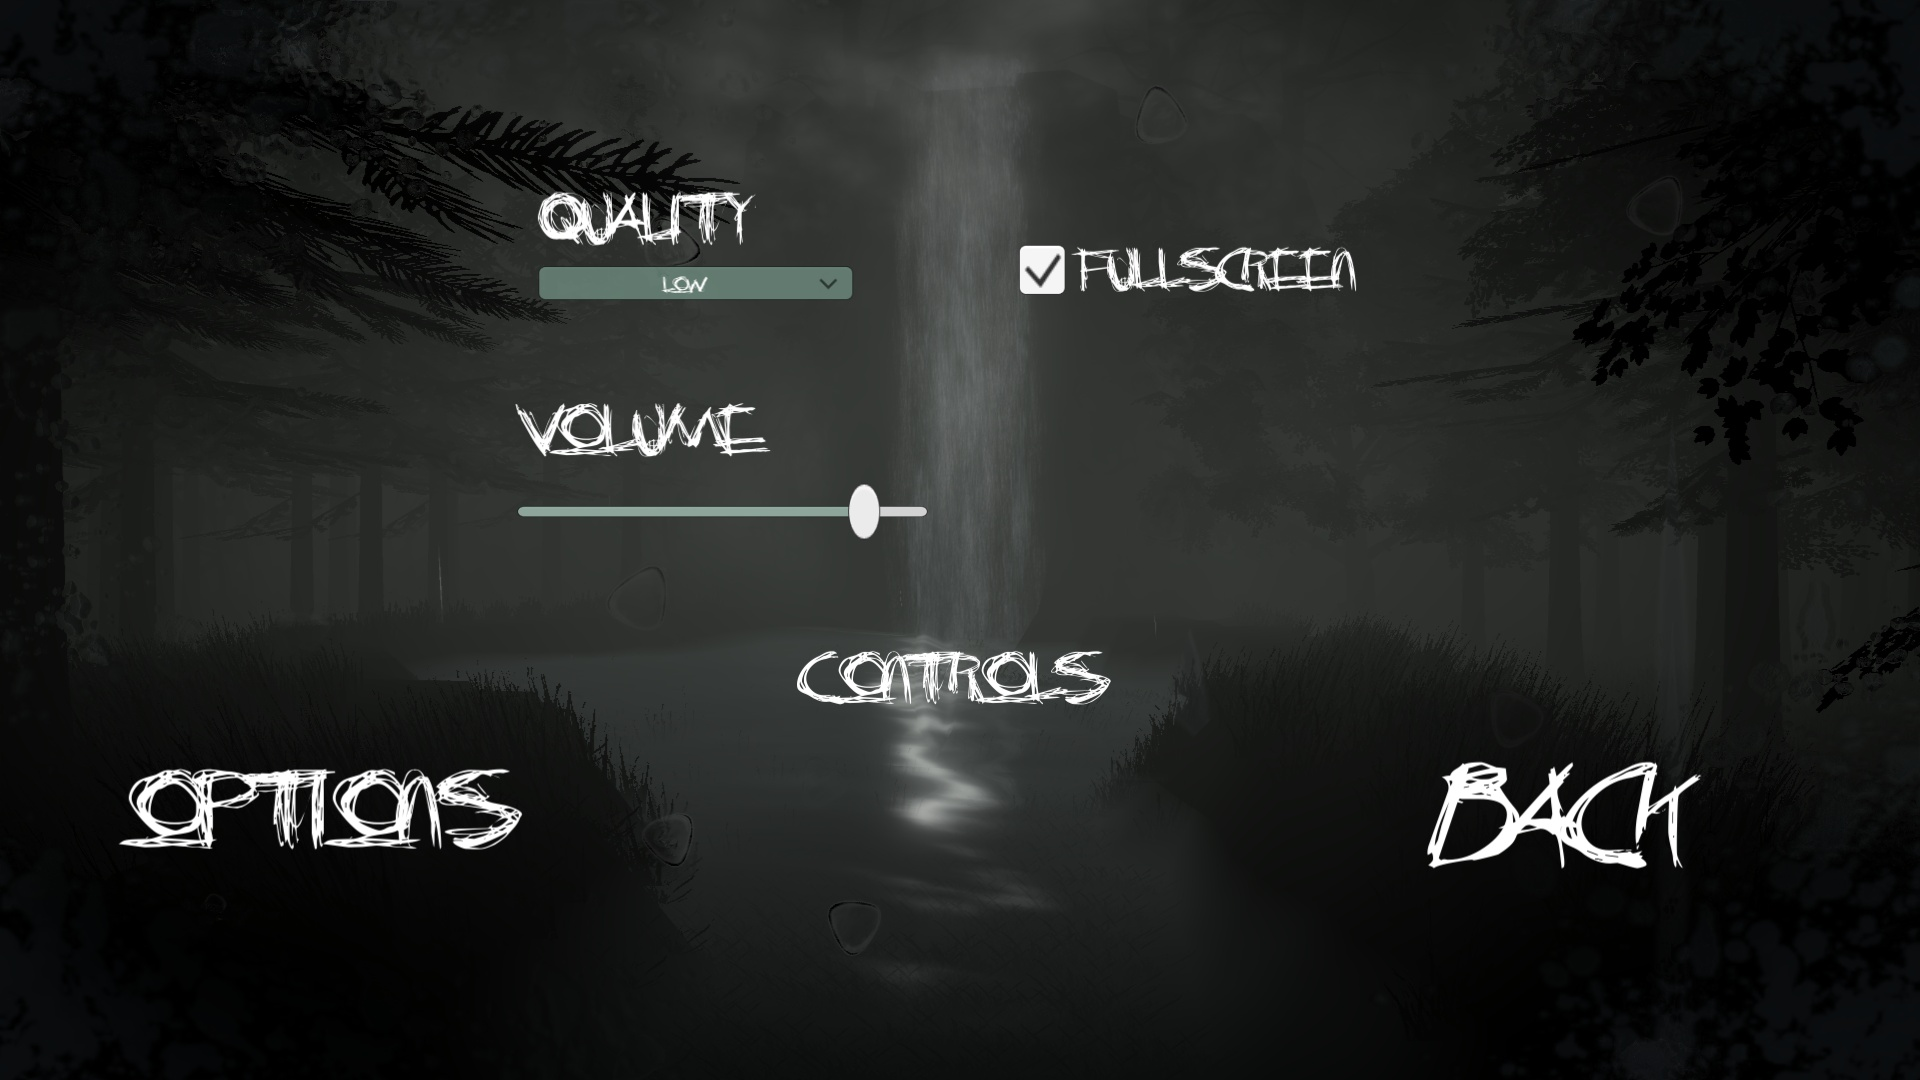 QUALITY
LOW
FULLSCREEN
VOLUME
CONTROLS
OPTIONS
BACK